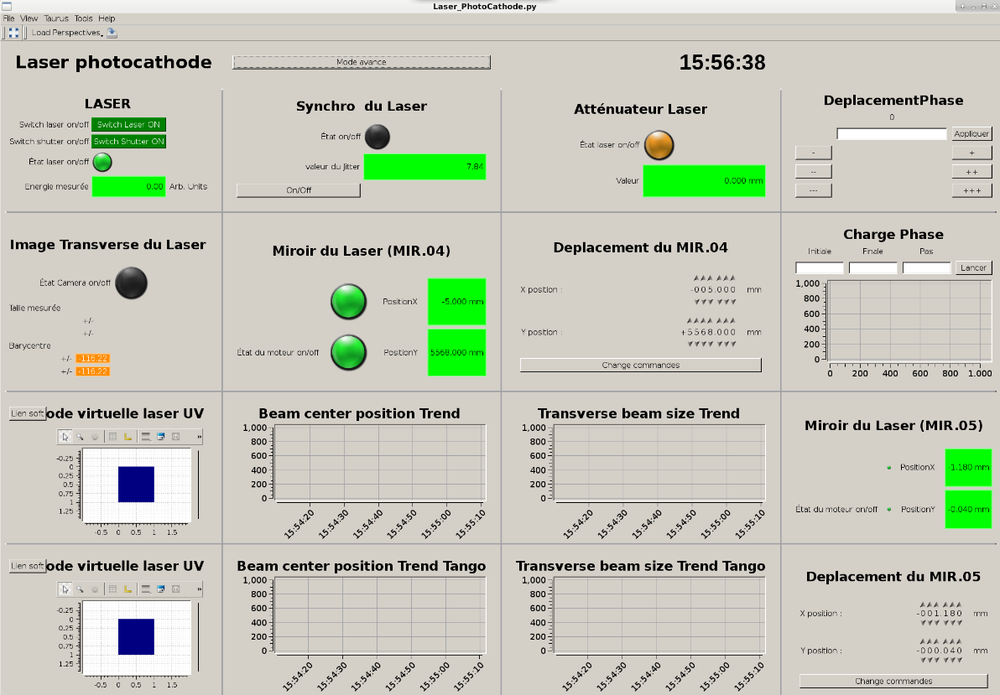 Laser_PhotoCathode.py
File View Taurus Tools Help
Load Perspectives
Laser photocathode
Mode avance
15:56:38
LASER
Switch laser on/off Switch Laser ON
Switch shutter on/off Switch Shutter ON
État laser on/off
Energie mesurée 0.00 Arb. Units
Synchro du Laser
État on/off
valeur du Jitter 7.84
On/Off
Atténuateur Laser
État laser on/off
Valeur 0.000 mm
DeplacementPhase
0
Appliquer
- +
-- ++
--- +++
Image Transverse du Laser
État Camera on/off
Taille mesurée
+/-
+/-
Barycentre
+/- -116.22
+/- -116.22
Miroir du Laser (MIR.04)
PositionX -5.000 mm
État du moteur on/off PositionY 5568.000 mm
Deplacement du MIR.04
X position : -005.000 mm
Y position : +5568.000 mm
Change commandes
Charge Phase
Initiale Finale Pas
Lancer
1,000
800
600
400
200
0
0 200 400 600 800 1.000
Lien soft ode virtuelle laser UV
»
-0.25
0
0.25
0.5
0.75
1
1.25
-0.5 0 0.5 1 1.5
Beam center position Trend
1,000
800
600
400
200
0
15:54:20 15:54:30 15:54:40 15:54:50 15:55:00 15:55:10
Transverse beam size Trend
1,000
800
600
400
200
0
15:54:20 15:54:30 15:54:40 15:54:50 15:55:00 15:55:10
Miroir du Laser (MIR.05)
PositionX -1.180 mm
État du moteur on/off PositionY -0.040 mm
Lien soft ode virtuelle laser UV
»
-0.25
0
0.25
0.5
0.75
1
1.25
-0.5 0 0.5 1 1.5
Beam center position Trend Tango
1,000
800
600
400
200
0
15:54:20 15:54:30 15:54:40 15:54:50 15:55:00 15:55:10
Transverse beam size Trend Tango
1,000
800
600
400
200
0
15:54:20 15:54:30 15:54:40 15:54:50 15:55:00 15:55:10
Deplacement du MIR.05
X position : -001.180 mm
Y position : -000.040 mm
Change commandes